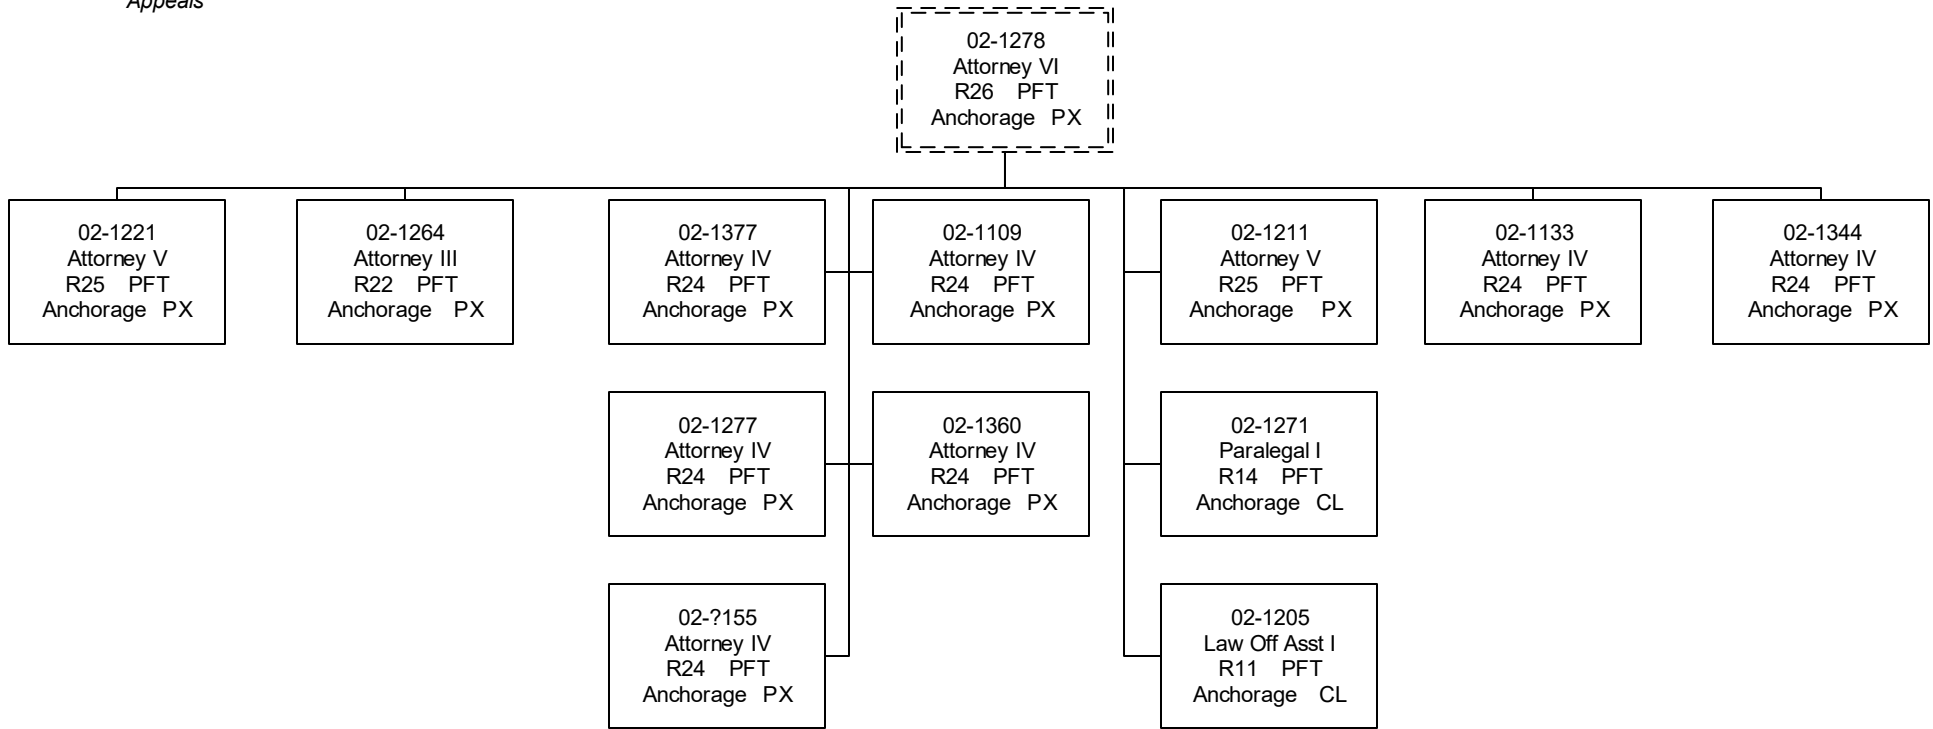 Appeals
02-1278
Attorney VI
R26 PFT
Anchorage PX
02-1221
Attorney V
R25 PFT
Anchorage PX
02-1264
Attorney III
R22 PFT
Anchorage PX
02-1377
Attorney IV
R24 PFT
Anchorage PX
02-1109
Attorney IV
R24 PFT
Anchorage PX
02-1211
Attorney V
R25 PFT
Anchorage PX
02-1133
Attorney IV
R24 PFT
Anchorage PX
02-1344
Attorney IV
R24 PFT
Anchorage PX
02-1277
Attorney IV
R24 PFT
Anchorage PX
02-1360
Attorney IV
R24 PFT
Anchorage PX
02-1271
Paralegal I
R14 PFT
Anchorage CL
02-?155
Attorney IV
R24 PFT
Anchorage PX
02-1205
Law Off Asst I
R11 PFT
Anchorage CL